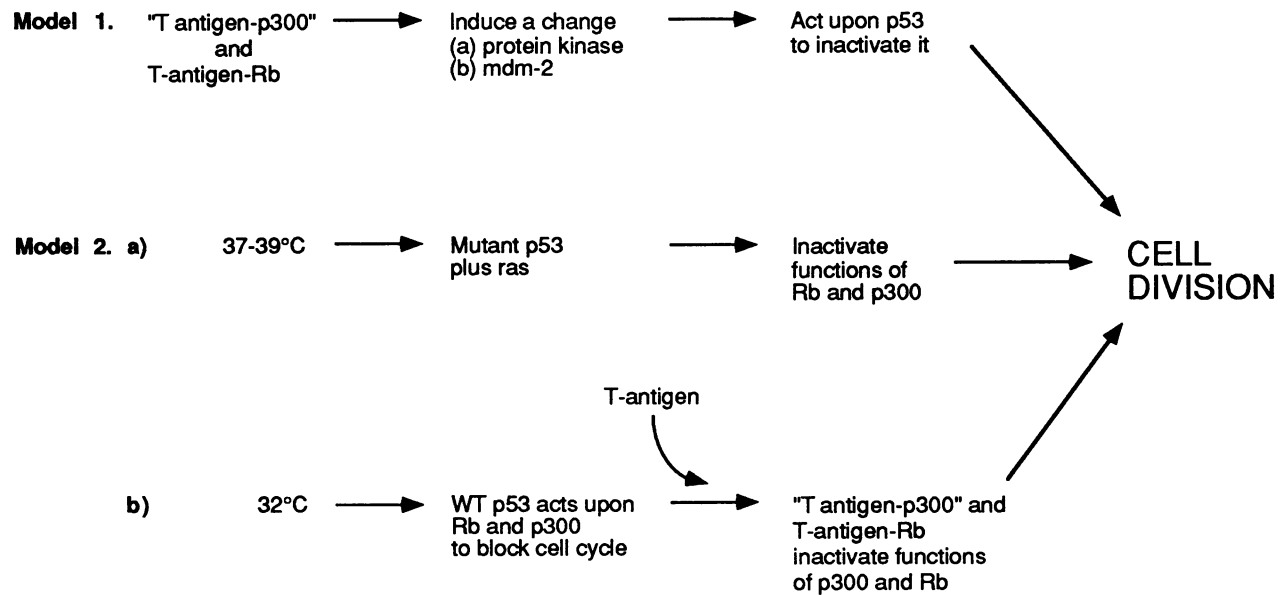 Model 1. "T antigen-p300"
and
T-antigen-Rb
Induce a change
(a) protein kinase
(b) mdm-2
Act upon p53
to inactivate it
Model 2. a) 37-39°C
Mutant p53
plus ras
Inactivate
functions of
Rb and p300
CELL
DIVISION
T-antigen
b) 32°C
WT p53 acts upon
Rb and p300
to block cell cycle
"T antigen-p300" and
T-antigen-Rb
inactivate functions
of p300 and Rb